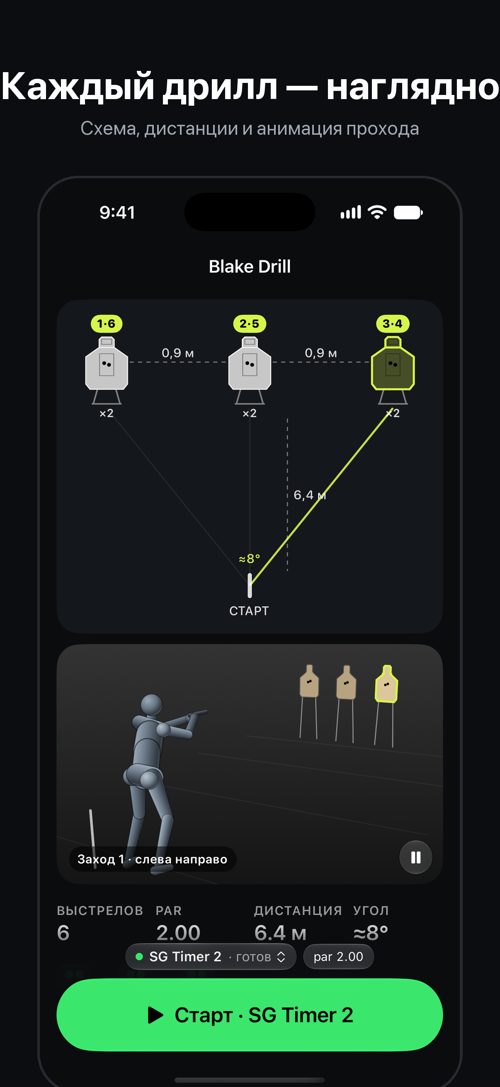 Каждый дрилл — наглядно
Схема, дистанции и анимация прохода
9:41
Blake Drill
1·6 2·5 3·4
0,9 м 0,9 м
×2 ×2 ×2
6,4 м
≈8°
СТАРТ
Заход 1 · слева направо
ВЫСТРЕЛОВ PAR ДИСТАНЦИЯ УГОЛ
6 2.00 6.4 м ≈8°
SG Timer 2 · готов par 2.00
Старт · SG Timer 2